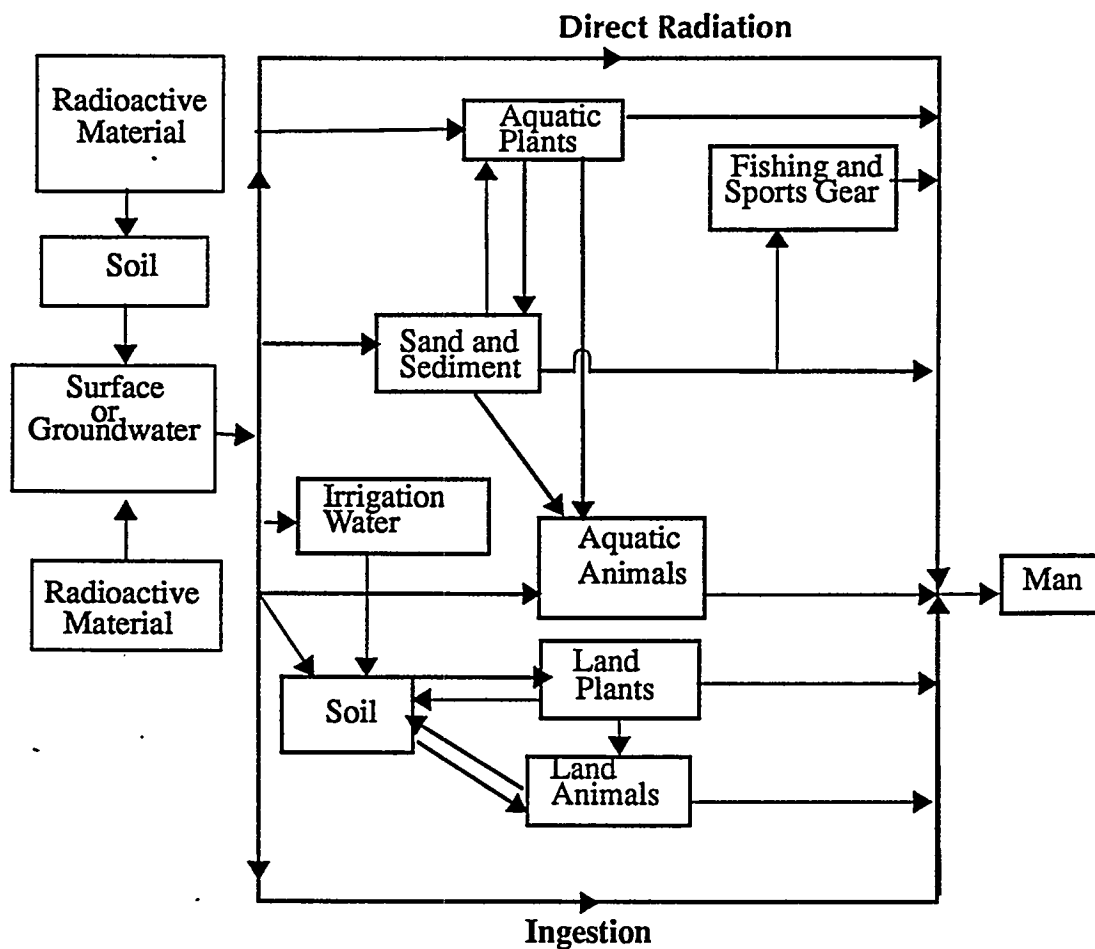 Direct Radiation
Radioactive
Material
Aquatic
Plants
Fishing and
Sports Gear
Soil
Sand and
Sediment
Surface
or
Groundwater
Irrigation
Water
Aquatic
Animals
Radioactive
Material
Man
Land
Plants
Soil
Land
Animals
Ingestion